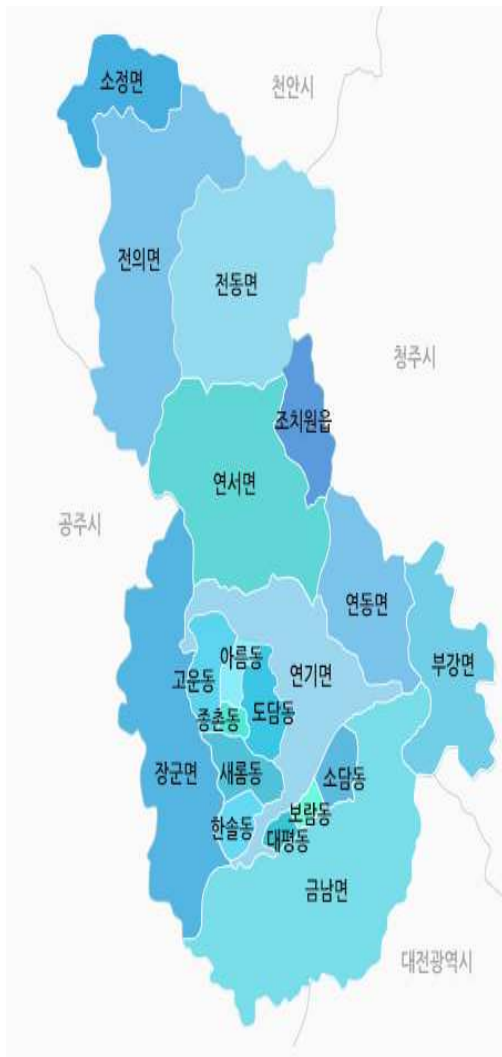 소정면
천안시
전의면
전동면
청주시
조치원읍
연서면
공주시
연동면
아름동
부강면
고운동
연기면
종촌동
도담동
장군면
새롬동
소담동
보람동
한솔동
대평동
금남면
대전광역시